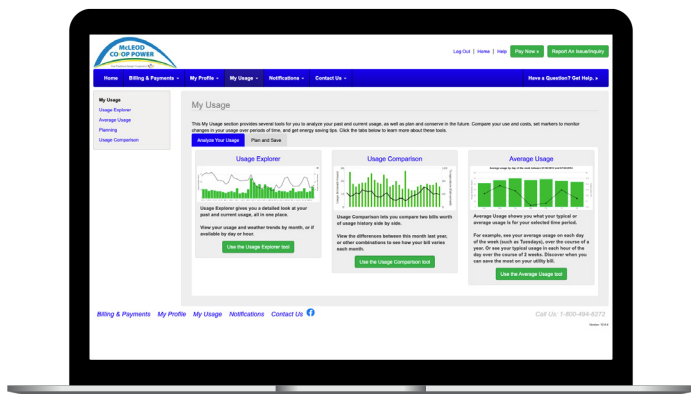 McLEOD
CO-OP POWER
Log Out | Home | Help Pay Now » Report An Issue/Inquiry
Home Billing & Payments My Profile My Usage Notifications Contact Us Have a Question? Get Help. »
My Usage
Usage Explorer
Average Usage
Planning
Usage Comparison
My Usage
This My Usage section provides several tools for you to analyze your past and current usage, as well as plan and conserve in the future. Compare your use and costs, set markers to monitor
changes in your usage over periods of time, and get energy saving tips. Click the tabs below to learn more about these tools.
Analyze Your Usage Plan and Save
Usage Explorer
Usage Explorer gives you a detailed look at your
past and current usage, all in one place.
View your usage and weather trends by month, or if
available by day or hour.
Use the Usage Explorer tool
Usage Comparison
Usage Comparison lets you compare two bills worth
of usage history side by side.
View the differences between this month last year,
or other combinations to see how your bill varies
each month.
Use the Usage Comparison tool
Average Usage
Average Usage shows you what your typical or
average usage is for your selected time period.
For example, see your average usage on each day
of the week (such as Tuesdays), over the course of a
year. Or see your typical usage in each hour of the
day over the course of 2 weeks. Discover when you
can save the most on your utility bill.
Use the Average Usage tool
Billing & Payments My Profile My Usage Notifications Contact Us
Call Us: 1-800-494-6272